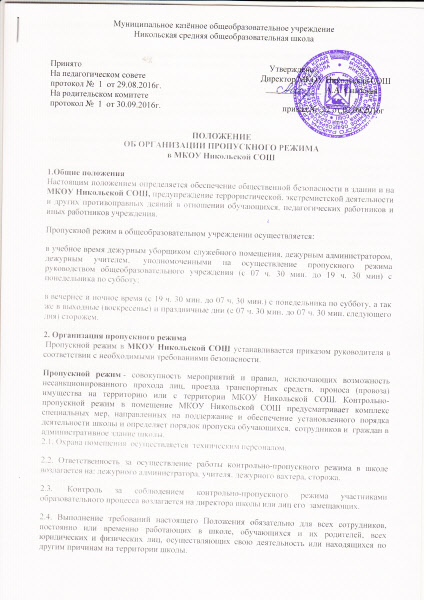 Муниципальное казённое общеобразовательное учреждение
Никольская средняя общеобразовательная школа
Принято
На педагогическом совете
протокол № 1 от 29.08.2016г.
На родительском комитете
протокол № 1 от 30.09.2016г.
Утверждено
Директор МКОУ Никольская СОШ
приказ №
ПОЛОЖЕНИЕ
ОБ ОРГАНИЗАЦИИ ПРОПУСКНОГО РЕЖИМА
в МКОУ Никольской СОШ
1.Общие положения
Настоящим положением определяется обеспечение общественной безопасности в здании и на
МКОУ Никольской СОШ, предупреждение террористической, экстремистской деятельности
и других противоправных деяний в отношении обучающихся, педагогических работников и
иных работников учреждения.
Пропускной режим в общеобразовательном учреждении осуществляется:
в учебное время дежурным уборщиком служебного помещения, дежурным администратором,
дежурным учителем, уполномоченными на осуществление пропускного режима
руководством общеобразовательного учреждения (с 07 ч. 30 мин. до 19 ч. 30 мин) с
понедельника по субботу;
в вечернее и ночное время (с 19 ч. 30 мин. до 07 ч. 30 мин.) с понедельника по субботу, а так
же в выходные (воскресенье) и праздничные дни (с 07 ч. 30 мин. до 07 ч. 30 мин. следующего
дня) сторожем.
2. Организация пропускного режима
Пропускной режим в МКОУ Никольской СОШ устанавливается приказом руководителя в
соответствии с необходимыми требованиями безопасности.
Пропускной режим - совокупность мероприятий и правил, исключающих возможность
несанкционированного прохода лиц, проезда транспортных средств, проноса (провоза)
имущества на территорию или с территории МКОУ Никольской СОШ. Контрольно-
пропускной режим в помещение МКОУ Никольской СОШ предусматривает комплекс
специальных мер, направленных на поддержание и обеспечение установленного порядка
деятельности школы и определяет порядок пропуска обучающихся, сотрудников и граждан в
административное здание школы.
2.1. Охрана помещений осуществляется техническим персоналом.
2.2. Ответственность за осуществление работы контрольно-пропускного режима в школе
возлагается на: дежурного администратора, учителя, дежурного вахтера, сторожа.
2.3. Контроль за соблюдением контрольно-пропускного режима участниками
образовательного процесса возлагается на директора школы или лиц его замещающих.
2.4. Выполнение требований настоящего Положения обязательно для всех сотрудников,
постоянно или временно работающих в школе, обучающихся и их родителей, всех
юридических и физических лиц, осуществляющих свою деятельность или находящихся по
другим причинам на территории школы.